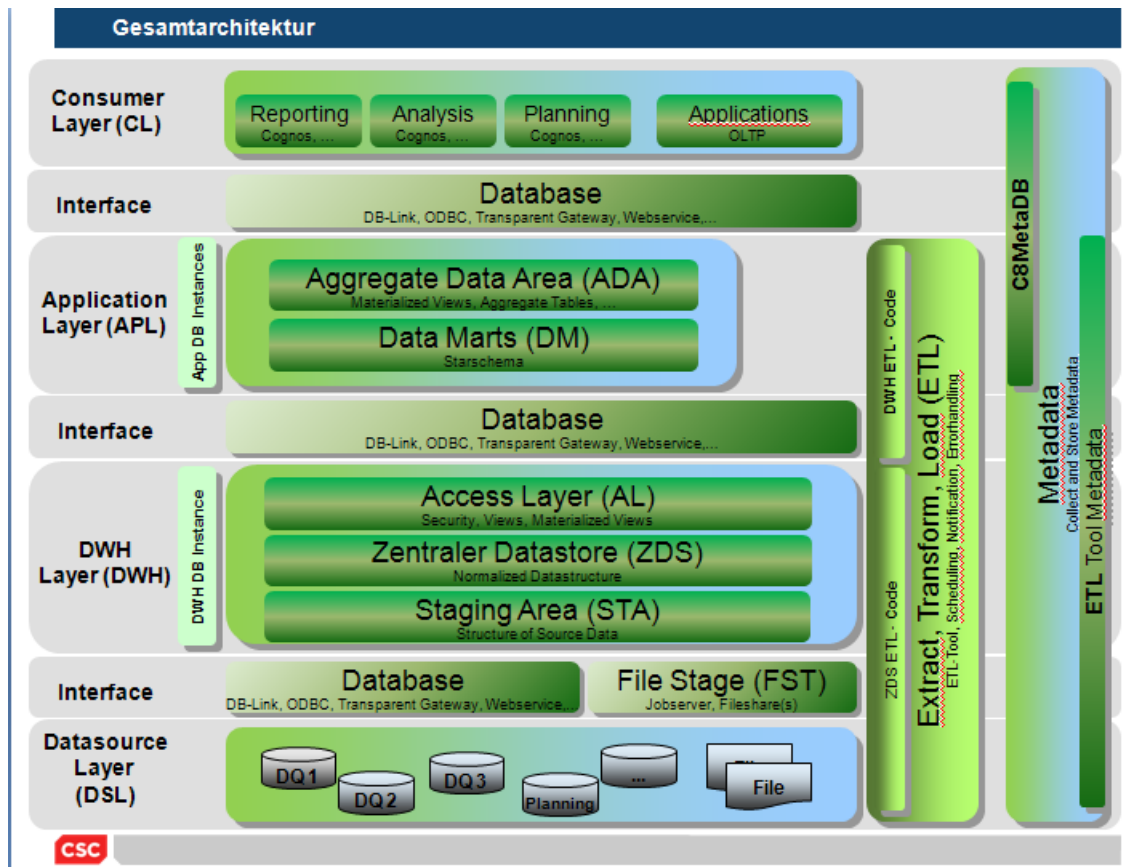 Gesamtarchitektur
Consumer
Layer (CL)
Reporting
Cognos, ...
Analysis
Cognos, ...
Planning
Cognos, ...
Applications
OLTP
Interface
Database
DB-Link, ODBC, Transparent Gateway, Webservice,...
Application
Layer (APL)
App DB Instances
Aggregate Data Area (ADA)
Materialized Views, Aggregate Tables, ...
Data Marts (DM)
Starschema
Interface
Database
DB-Link, ODBC, Transparent Gateway, Webservice,...
DWH
Layer (DWH)
DWH DB Instance
Access Layer (AL)
Security, Views, Materialized Views
Zentraler Datastore (ZDS)
Normalized Datastructure
Staging Area (STA)
Structure of Source Data
Interface
Database
DB-Link, ODBC, Transparent Gateway, Webservice,...
File Stage (FST)
Jobserver, Fileshare(s)
Datasource
Layer
(DSL)
DQ1
DQ2
DQ3
Planning
...
File
DWH ETL - Code
ZDS ETL - Code
Extract, Transform, Load (ETL)
ETL-Tool, Scheduling, Notification, Errorhandling
C8MetaDB
Metadata
Collect and Store Metadata
ETL Tool Metadata
CSC